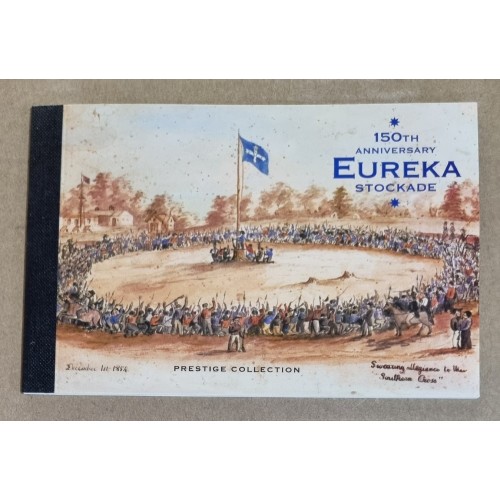 150TH
ANNIVERSARY
EUREKA
STOCKADE
December 1st 1854
PRESTIGE COLLECTION
Swearing Allegiance to the
"Southern Cross"